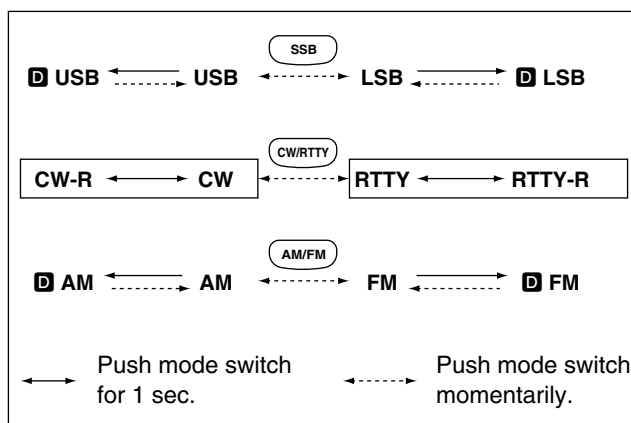 SSB
D USB USB LSB D LSB
CW/RTTY
CW-R CW RTTY RTTY-R
AM/FM
D AM AM FM D FM
Push mode switch for 1 sec.
Push mode switch momentarily.